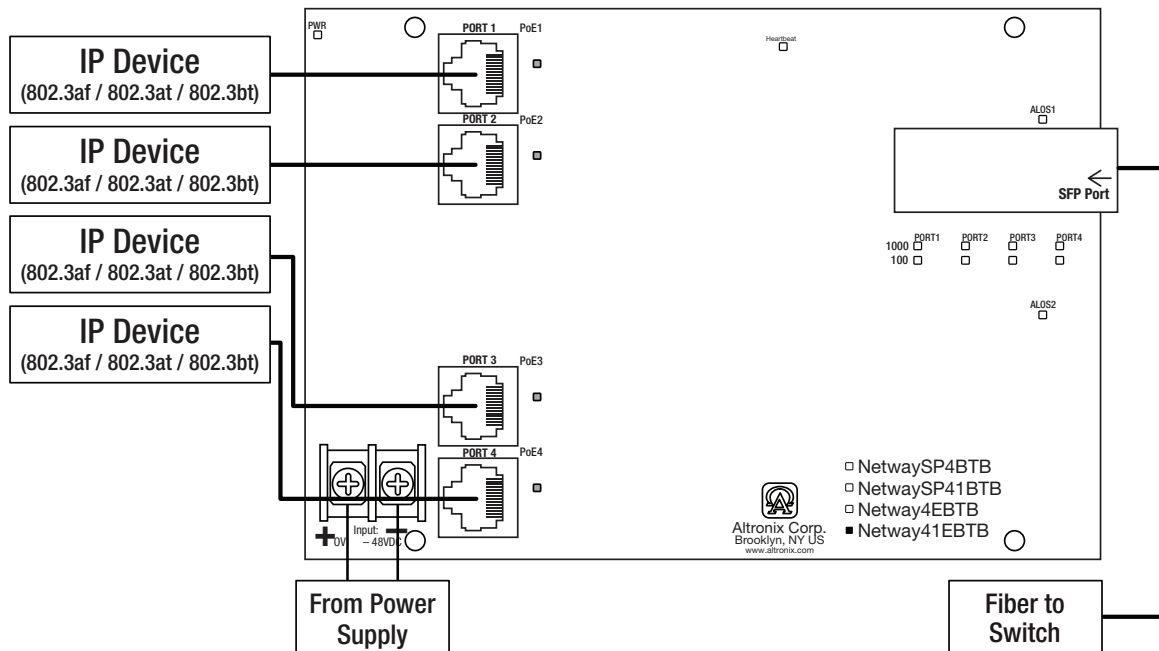 PWR
PORT 1
PoE1
Heartbeat
IP Device
(802.3af / 802.3at / 802.3bt)
ALOS1
PORT 2
PoE2
IP Device
(802.3af / 802.3at / 802.3bt)
SFP Port
IP Device
(802.3af / 802.3at / 802.3bt)
PORT1 PORT2 PORT3 PORT4
1000
100
ALOS2
IP Device
(802.3af / 802.3at / 802.3bt)
PORT 3
PoE3
PORT 4
PoE4
NetwaySP4BTB
NetwaySP41BTB
Netway4EBTB
Netway41EBTB
Altronix Corp.
Brooklyn, NY US
www.altronix.com
+ Input: –
0V – 48VDC
From Power
Supply
Fiber to
Switch